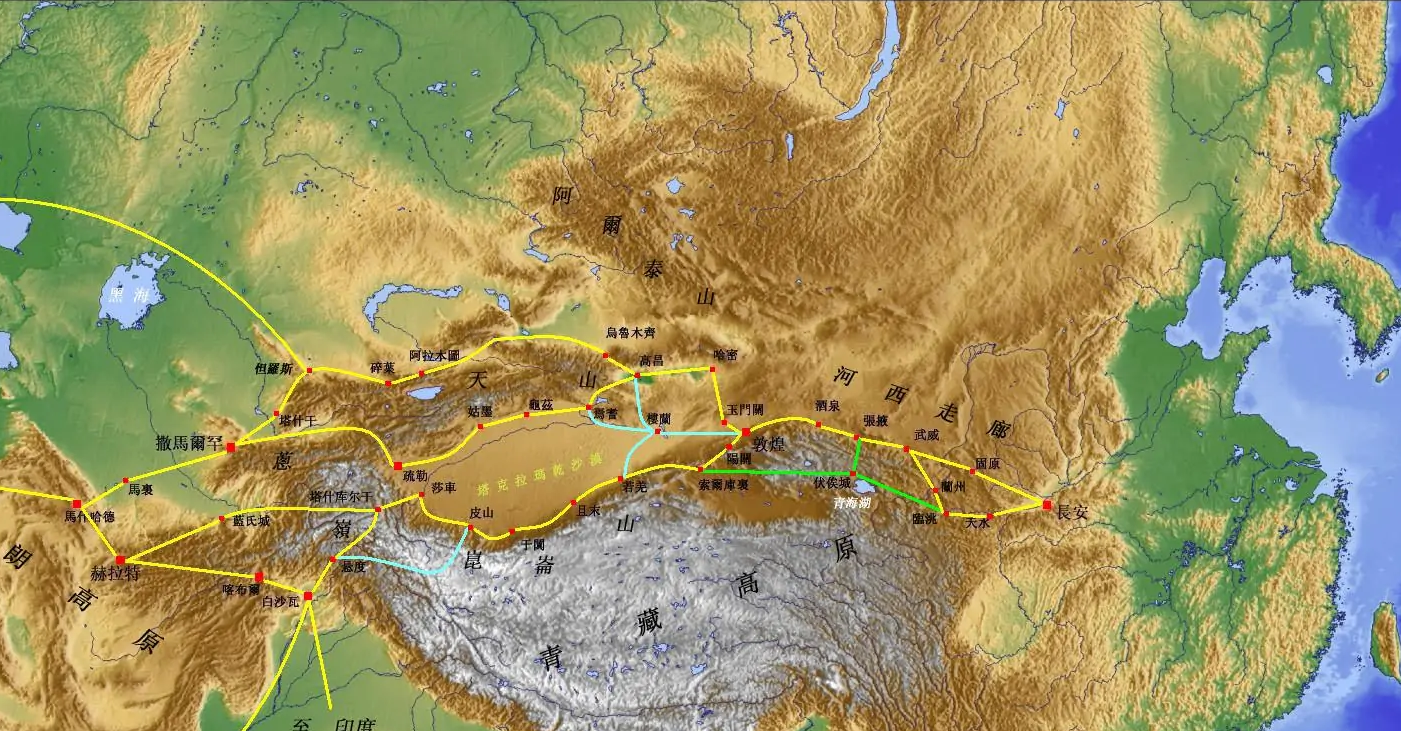 阿爾泰山
黑海
烏魯木齊
阿拉木圖
高昌
哈密
怛羅斯
碎葉
天山
河西走廊
姑墨
龜茲
焉耆
樓蘭
玉門關
酒泉
張掖
武威
塔什干
撒馬爾罕
敦煌
蔥嶺
疏勒
陽關
固原
塔克拉瑪乾沙漠
莎車
若羌
索爾庫裏
伏俟城
蘭州
馬裏
塔什库尔干
青海湖
馬什哈德
藍氏城
皮山
且末
臨洮
天水
長安
于闐
崑崙山
悬度
赫拉特
喀布爾
白沙瓦
朗高原
青藏高原
至 印度